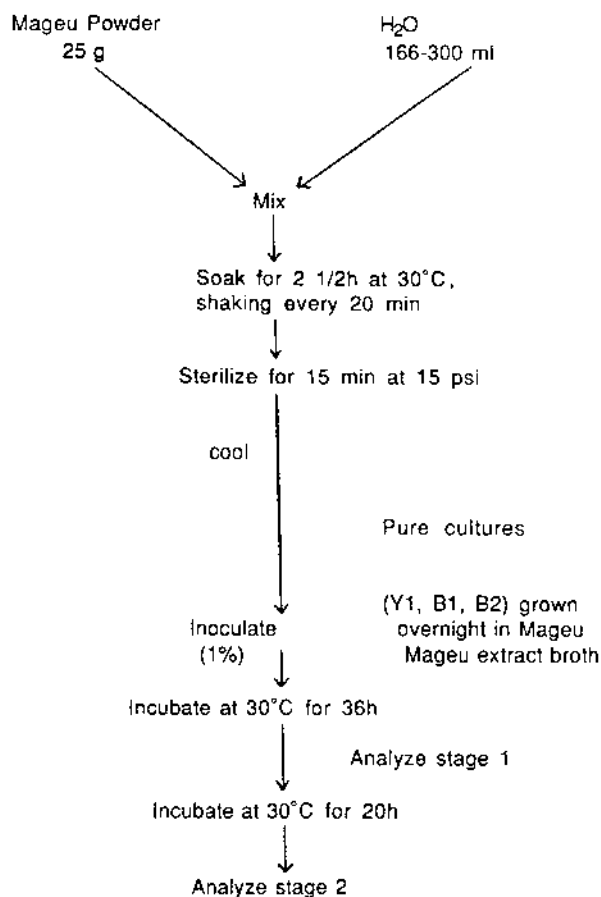 Mageu Powder
25 g
H₂O
166-300 ml
Mix
Soak for 2 1/2h at 30°C,
shaking every 20 min
Sterilize for 15 min at 15 psi
cool
Pure cultures
(Y1, B1, B2) grown
overnight in Mageu
Mageu extract broth
Inoculate
(1%)
Incubate at 30°C for 36h
Analyze stage 1
Incubate at 30°C for 20h
Analyze stage 2